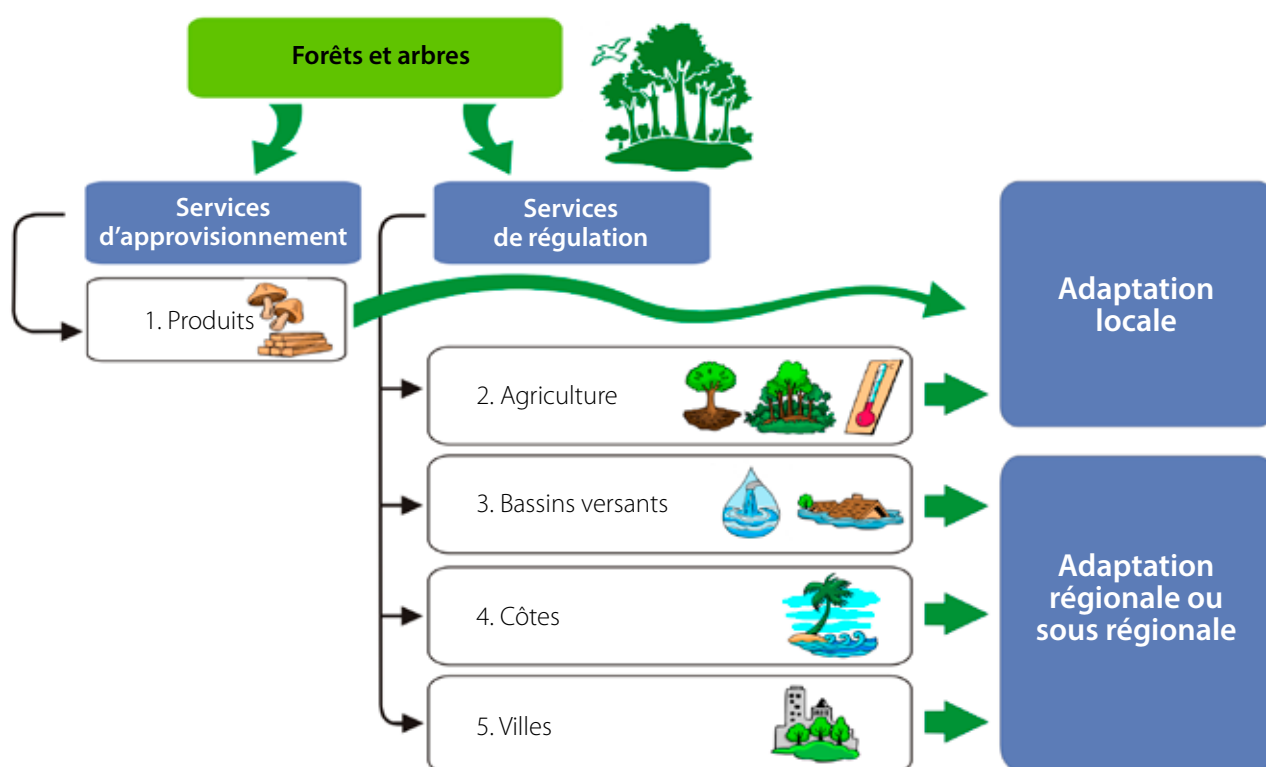 Forêts et arbres
Services
d’approvisionnement
Services
de régulation
1. Produits
Adaptation
locale
2. Agriculture
3. Bassins versants
4. Côtes
5. Villes
Adaptation
régionale ou
sous régionale